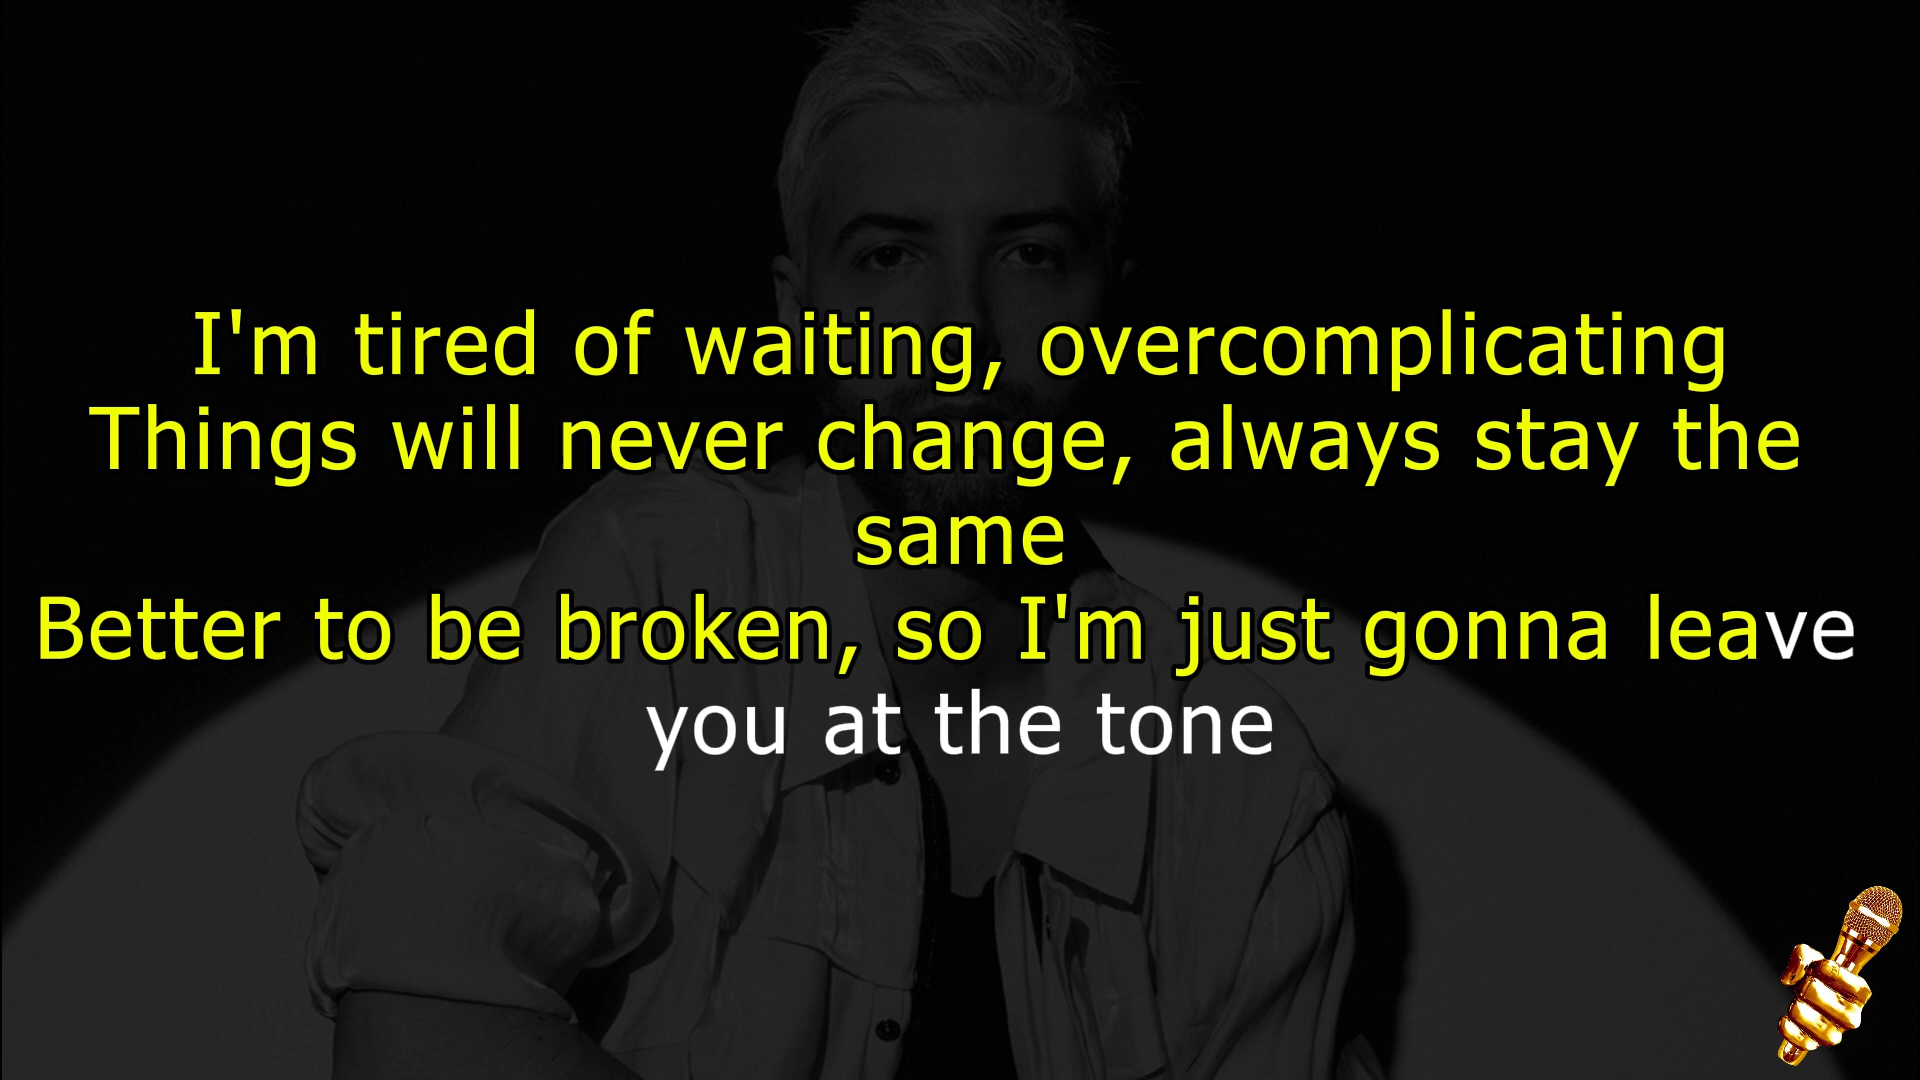 I'm tired of waiting, overcomplicating
Things will never change, always stay the
same
Better to be broken, so I'm just gonna leave
you at the tone